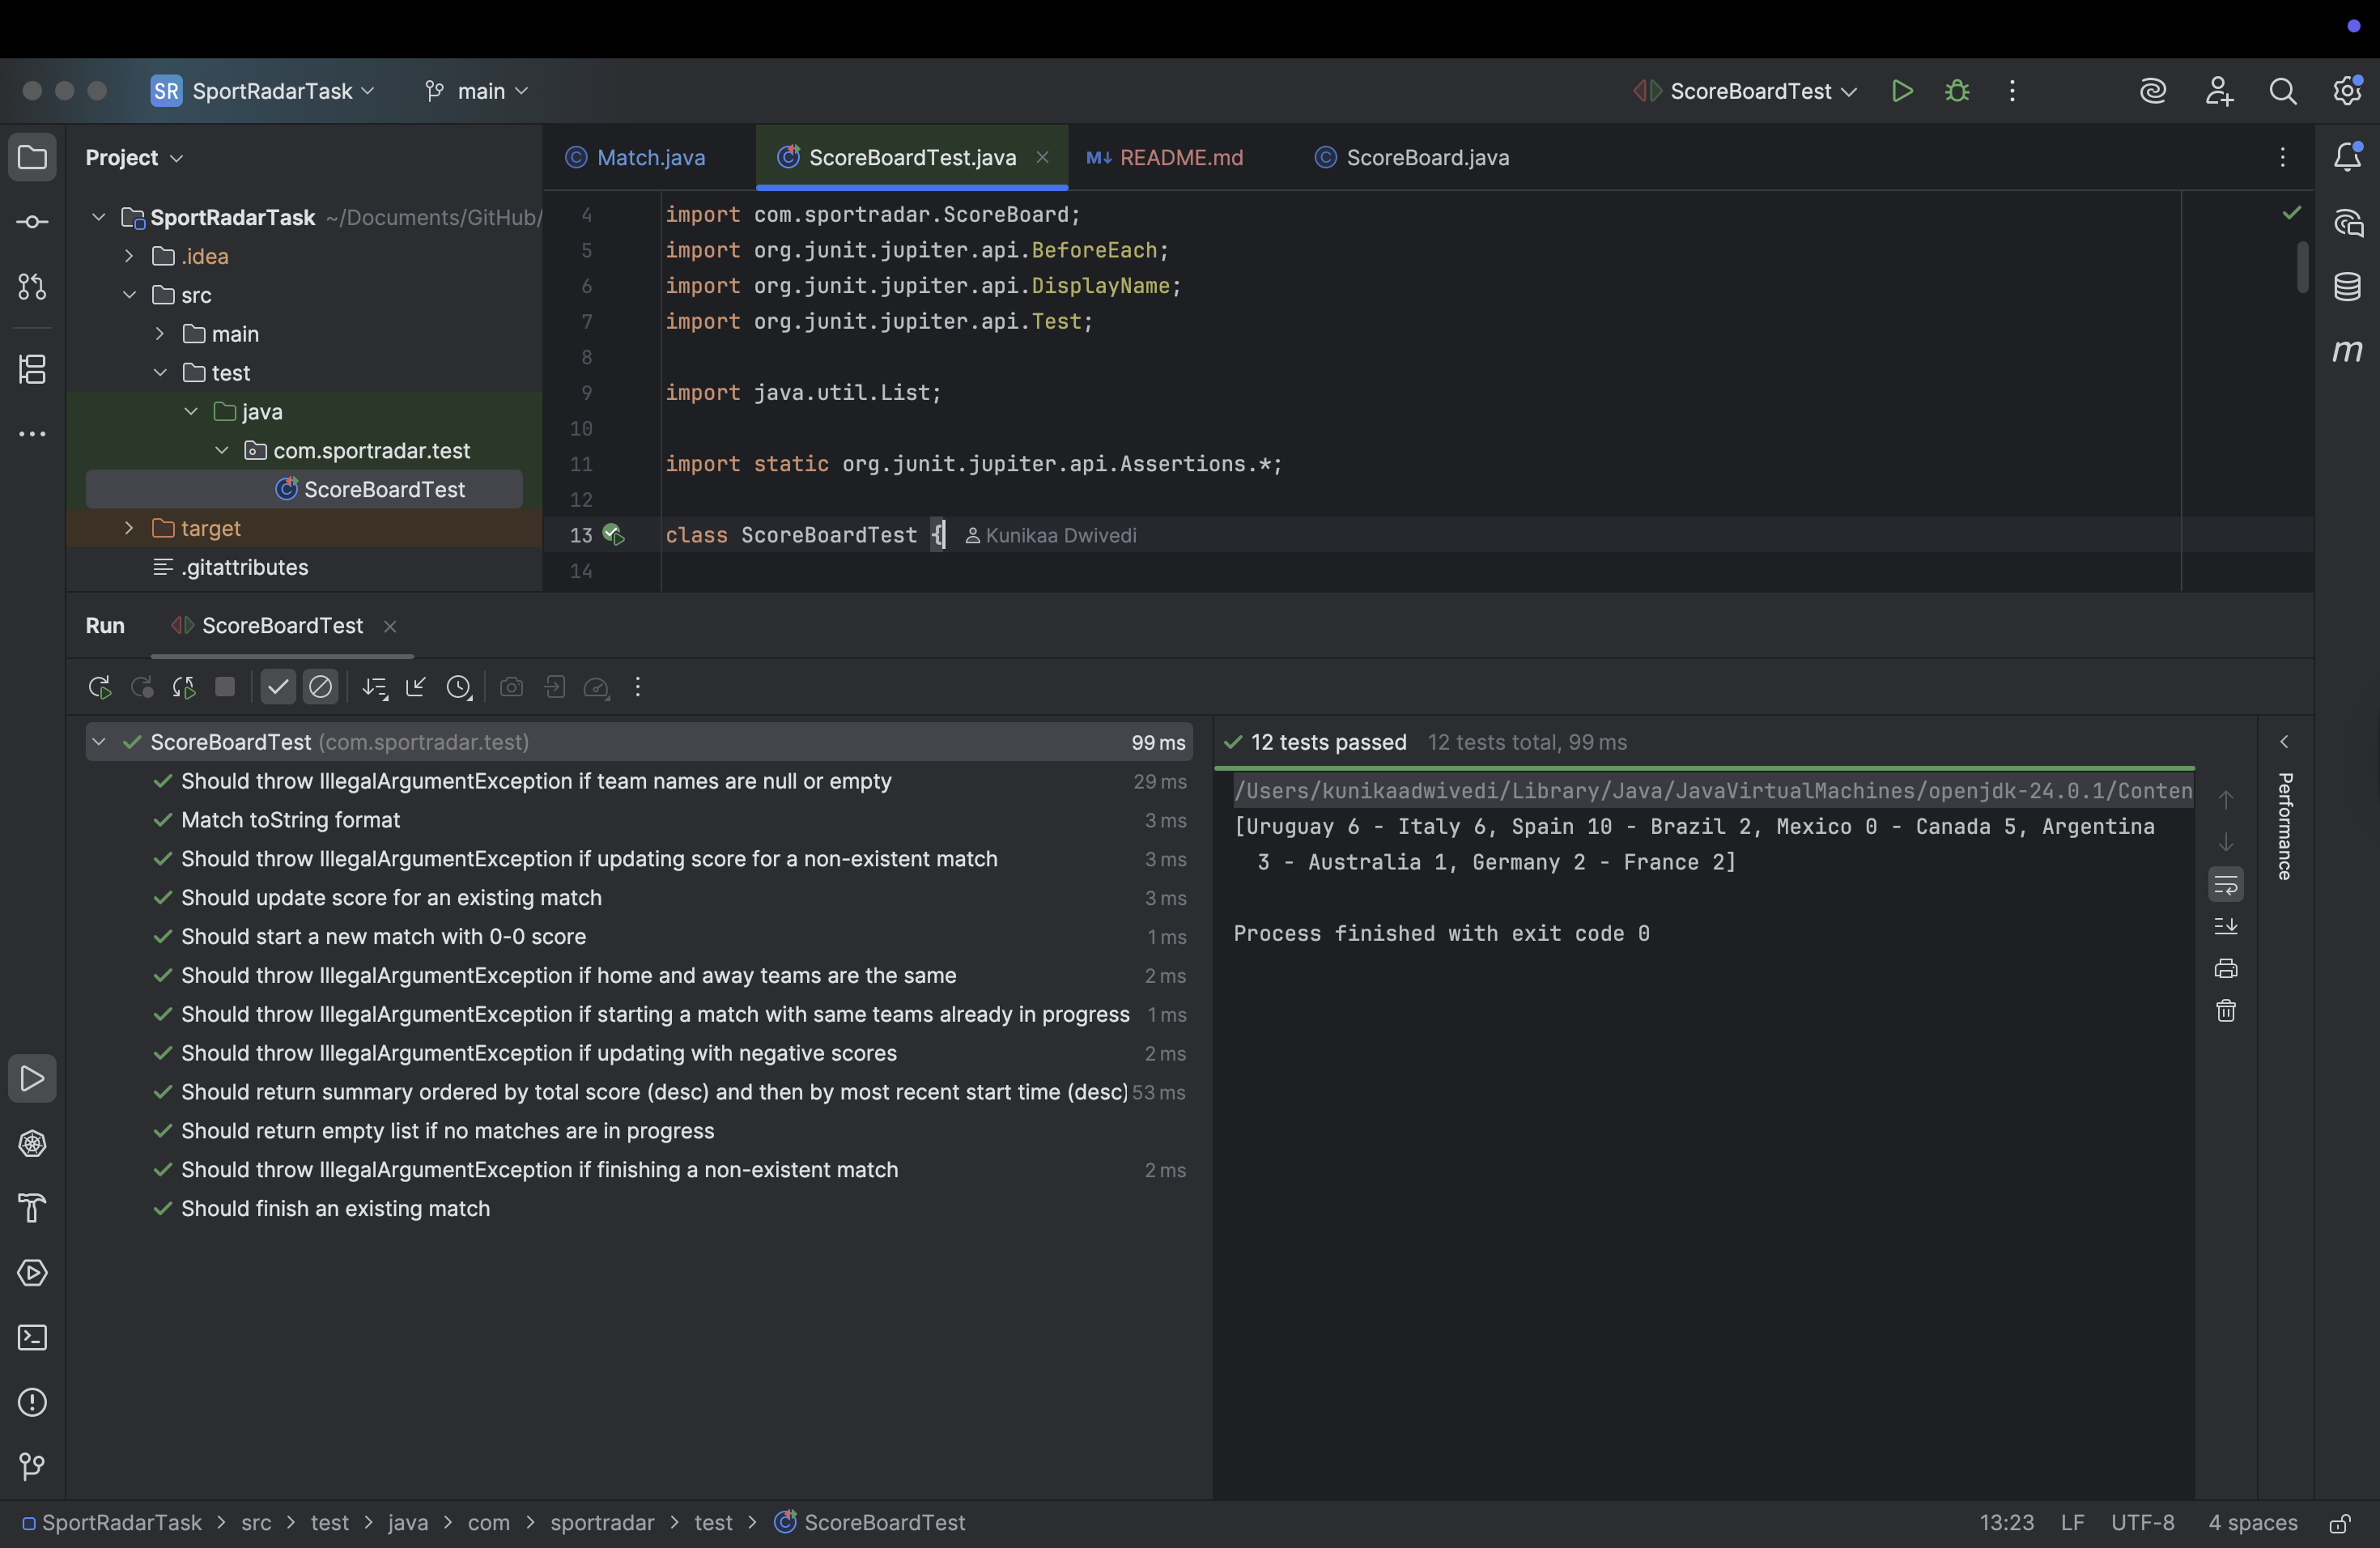 SR SportRadarTask main ScoreBoardTest
Project
Match.java ScoreBoardTest.java M↓ README.md ScoreBoard.java
SportRadarTask ~/Documents/GitHub/
.idea
src
main
test
java
com.sportradar.test
ScoreBoardTest
target
.gitattributes
4 import com.sportradar.ScoreBoard;
5 import org.junit.jupiter.api.BeforeEach;
6 import org.junit.jupiter.api.DisplayName;
7 import org.junit.jupiter.api.Test;
8
9 import java.util.List;
10
11 import static org.junit.jupiter.api.Assertions.*;
12
13 class ScoreBoardTest { Kunikaa Dwivedi
14
m
Run ScoreBoardTest
ScoreBoardTest (com.sportradar.test) 99 ms
Should throw IllegalArgumentException if team names are null or empty 29 ms
Match toString format 3 ms
Should throw IllegalArgumentException if updating score for a non-existent match 3 ms
Should update score for an existing match 3 ms
Should start a new match with 0-0 score 1 ms
Should throw IllegalArgumentException if home and away teams are the same 2 ms
Should throw IllegalArgumentException if starting a match with same teams already in progress 1 ms
Should throw IllegalArgumentException if updating with negative scores 2 ms
Should return summary ordered by total score (desc) and then by most recent start time (desc) 53 ms
Should return empty list if no matches are in progress
Should throw IllegalArgumentException if finishing a non-existent match 2 ms
Should finish an existing match
12 tests passed 12 tests total, 99 ms
/Users/kunikaadwivedi/Library/Java/JavaVirtualMachines/openjdk-24.0.1/Conten
[Uruguay 6 - Italy 6, Spain 10 - Brazil 2, Mexico 0 - Canada 5, Argentina
3 - Australia 1, Germany 2 - France 2]
Process finished with exit code 0
Performance
SportRadarTask > src > test > java > com > sportradar > test > ScoreBoardTest 13:23 LF UTF-8 4 spaces